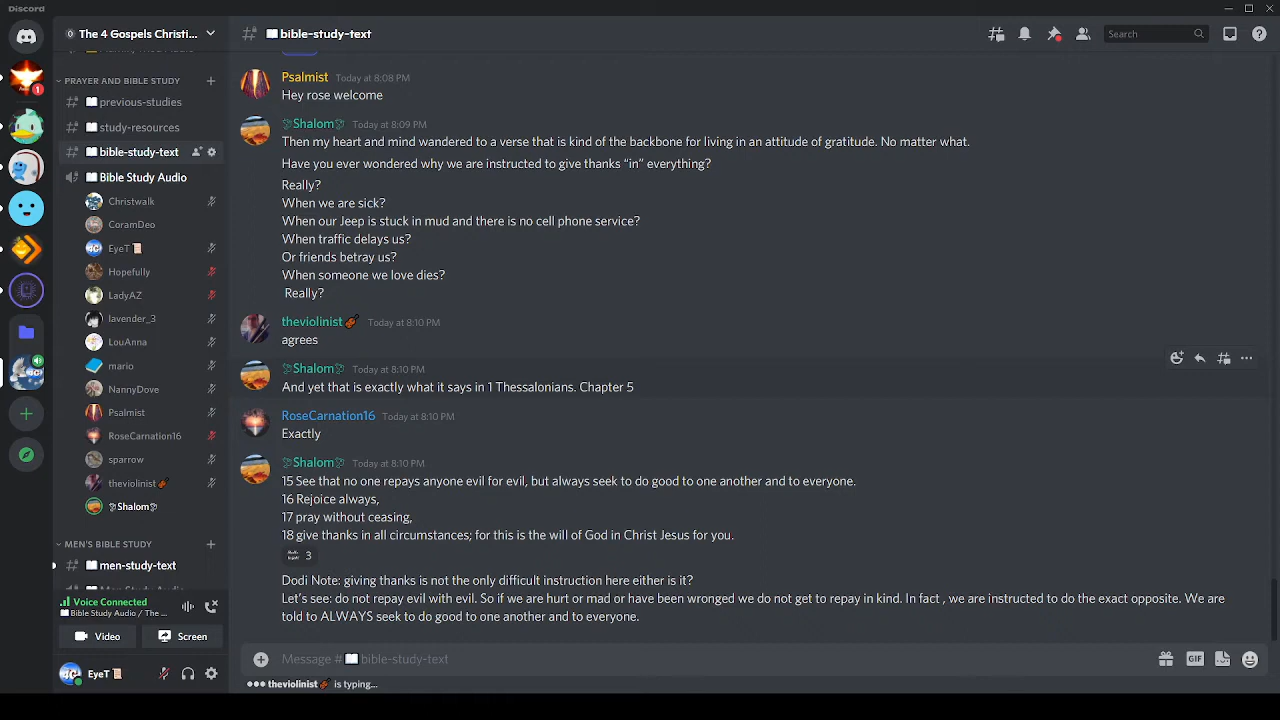 Discord
The 4 Gospels Christi...
bible-study-text
Search
PRAYER AND BIBLE STUDY
previous-studies
study-resources
bible-study-text
Bible Study Audio
Christwalk
CoramDeo
EyeT
Hopefully
LadyAZ
lavender_3
LouAnna
mario
NannyDove
Psalmist
RoseCarnation16
sparrow
theviolinist
Shalom
MEN'S BIBLE STUDY
men-study-text
Voice Connected
Bible Study Audio / The ...
Video
Screen
EyeT
1
Psalmist Today at 8:08 PM
Hey rose welcome
Shalom Today at 8:09 PM
Then my heart and mind wandered to a verse that is kind of the backbone for living in an attitude of gratitude. No matter what.
Have you ever wondered why we are instructed to give thanks “in” everything?
Really?
When we are sick?
When our Jeep is stuck in mud and there is no cell phone service?
When traffic delays us?
Or friends betray us?
When someone we love dies?
Really?
theviolinist Today at 8:10 PM
agrees
Shalom Today at 8:10 PM
And yet that is exactly what it says in 1 Thessalonians. Chapter 5
RoseCarnation16 Today at 8:10 PM
Exactly
Shalom Today at 8:10 PM
15 See that no one repays anyone evil for evil, but always seek to do good to one another and to everyone.
16 Rejoice always,
17 pray without ceasing,
18 give thanks in all circumstances; for this is the will of God in Christ Jesus for you.
3
Dodi Note: giving thanks is not the only difficult instruction here either is it?
Let’s see: do not repay evil with evil. So if we are hurt or mad or have been wronged we do not get to repay in kind. In fact , we are instructed to do the exact opposite. We are
told to ALWAYS seek to do good to one another and to everyone.
Message # bible-study-text
GIF
theviolinist is typing...